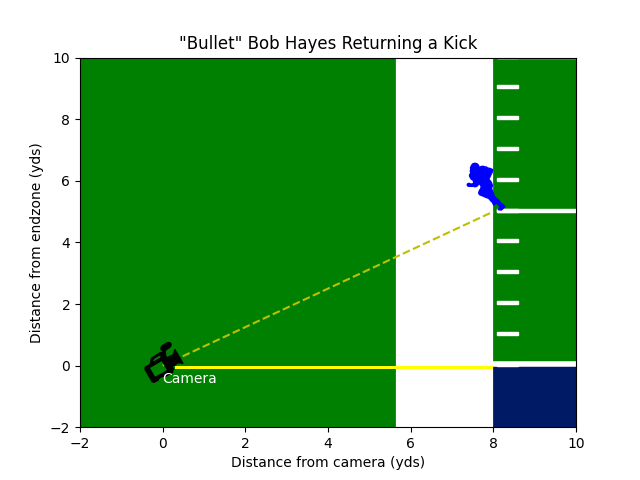 "Bullet" Bob Hayes Returning a Kick
Distance from endzone (yds)
10
8
6
4
2
0
−2
Camera
−2 0 2 4 6 8 10
Distance from camera (yds)